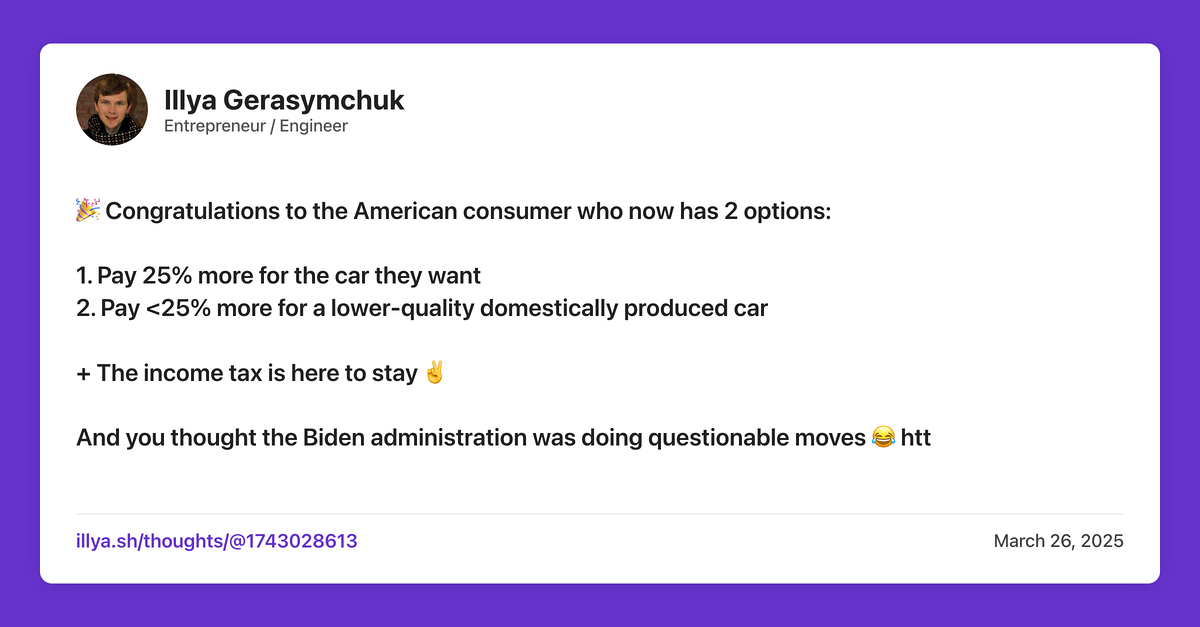 Illya Gerasymchuk
Entrepreneur / Engineer
🎉 Congratulations to the American consumer who now has 2 options:
1. Pay 25% more for the car they want
2. Pay <25% more for a lower-quality domestically produced car
+ The income tax is here to stay ✌️
And you thought the Biden administration was doing questionable moves 😂 htt
illya.sh/thoughts/@1743028613
March 26, 2025